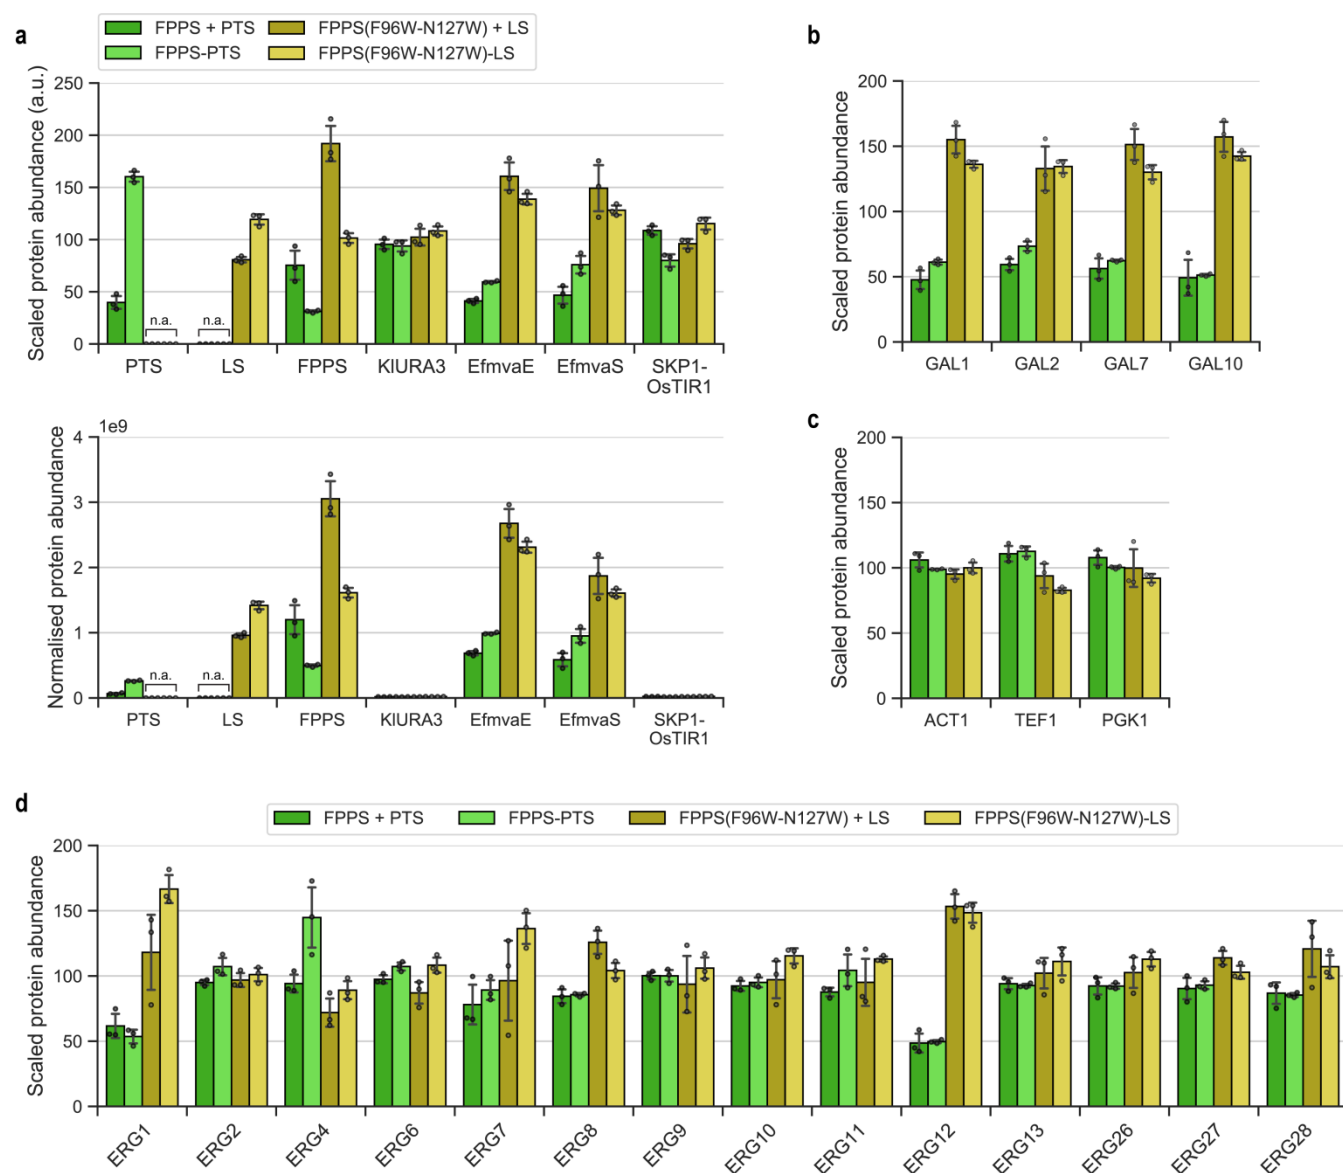 a
FPPS + PTS
FPPS(F96W-N127W) + LS
FPPS-PTS
FPPS(F96W-N127W)-LS
Scaled protein abundance (a.u.)
250
200
150
100
50
0
n.a.
n.a.
PTS
LS
FPPS
KlURA3
EfmvaE
EfmvaS
SKP1-
OsTIR1
b
Scaled protein abundance
200
150
100
50
0
GAL1
GAL2
GAL7
GAL10
1e9
Normalised protein abundance
4
3
2
1
0
n.a.
n.a.
PTS
LS
FPPS
KlURA3
EfmvaE
EfmvaS
SKP1-
OsTIR1
c
Scaled protein abundance
200
150
100
50
0
ACT1
TEF1
PGK1
d
FPPS + PTS
FPPS-PTS
FPPS(F96W-N127W) + LS
FPPS(F96W-N127W)-LS
Scaled protein abundance
200
150
100
50
0
ERG1
ERG2
ERG4
ERG6
ERG7
ERG8
ERG9
ERG10
ERG11
ERG12
ERG13
ERG26
ERG27
ERG28